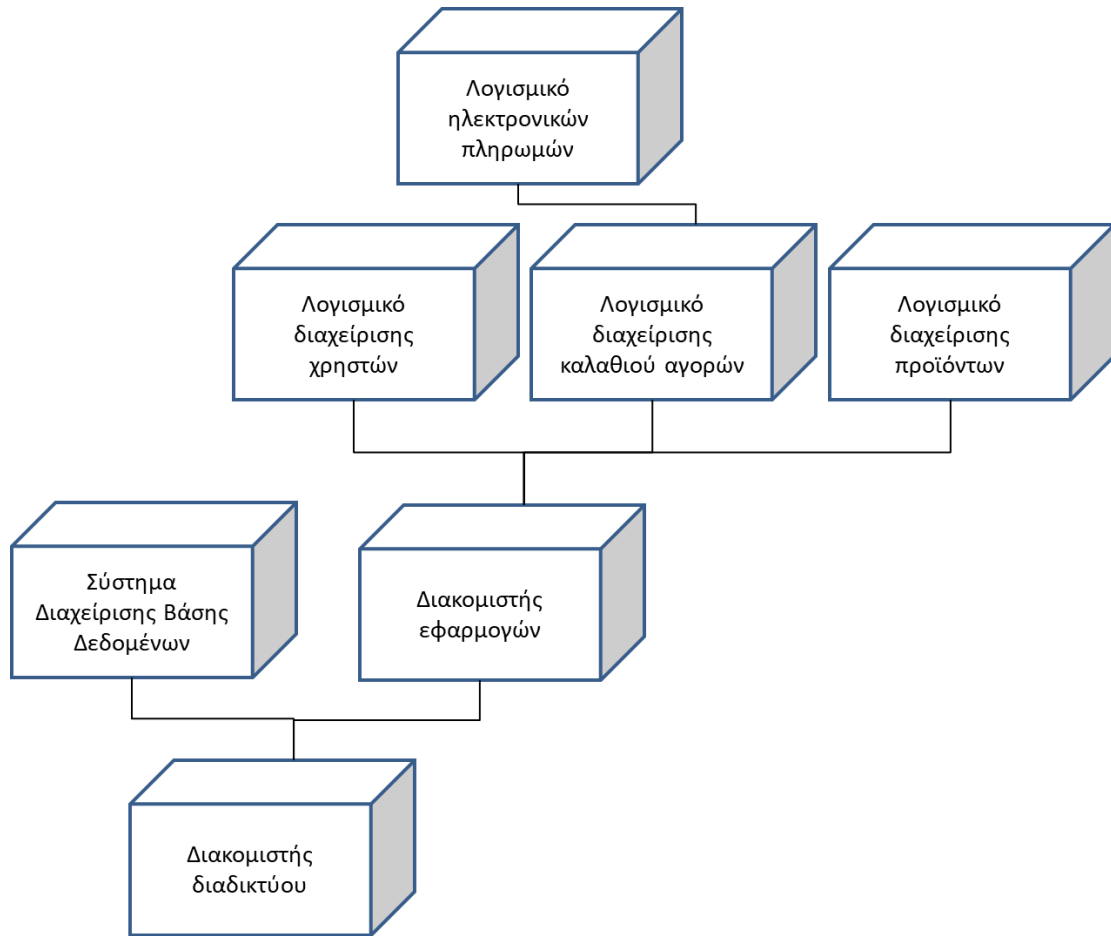 Λογισμικό
ηλεκτρονικών
πληρωμών
Λογισμικό
διαχείρισης
χρηστών
Λογισμικό
διαχείρισης
καλαθιού αγορών
Λογισμικό
διαχείρισης
προϊόντων
Σύστημα
Διαχείρισης Βάσης
Δεδομένων
Διακομιστής
εφαρμογών
Διακομιστής
διαδικτύου